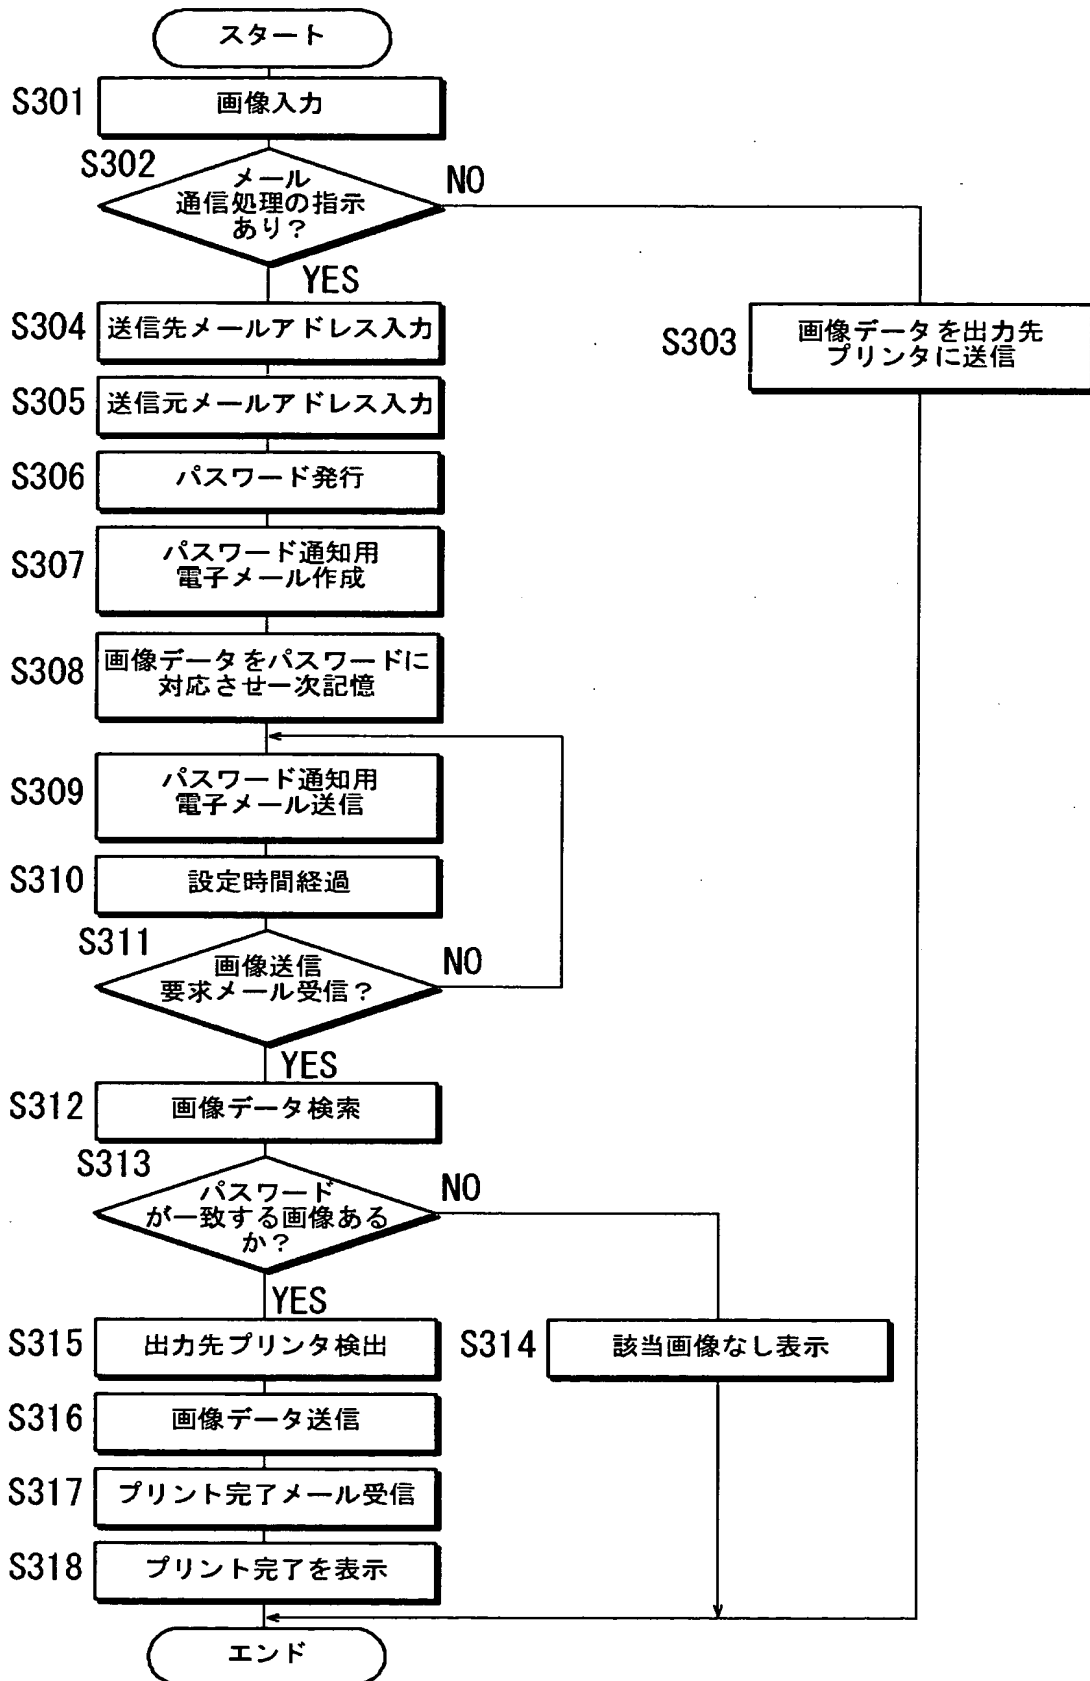 スタート
S301
画像入力
S302
メール
通信処理の指示
あり？
NO
YES
S304
送信先メールアドレス入力
S303
画像データを出力先
プリンタに送信
S305
送信元メールアドレス入力
S306
パスワード発行
S307
パスワード通知用
電子メール作成
S308
画像データをパスワードに
対応させ一次記憶
S309
パスワード通知用
電子メール送信
S310
設定時間経過
S311
画像送信
要求メール受信？
NO
YES
S312
画像データ検索
S313
パスワード
が一致する画像ある
か？
NO
YES
S315
出力先プリンタ検出
S314
該当画像なし表示
S316
画像データ送信
S317
プリント完了メール受信
S318
プリント完了を表示
エンド